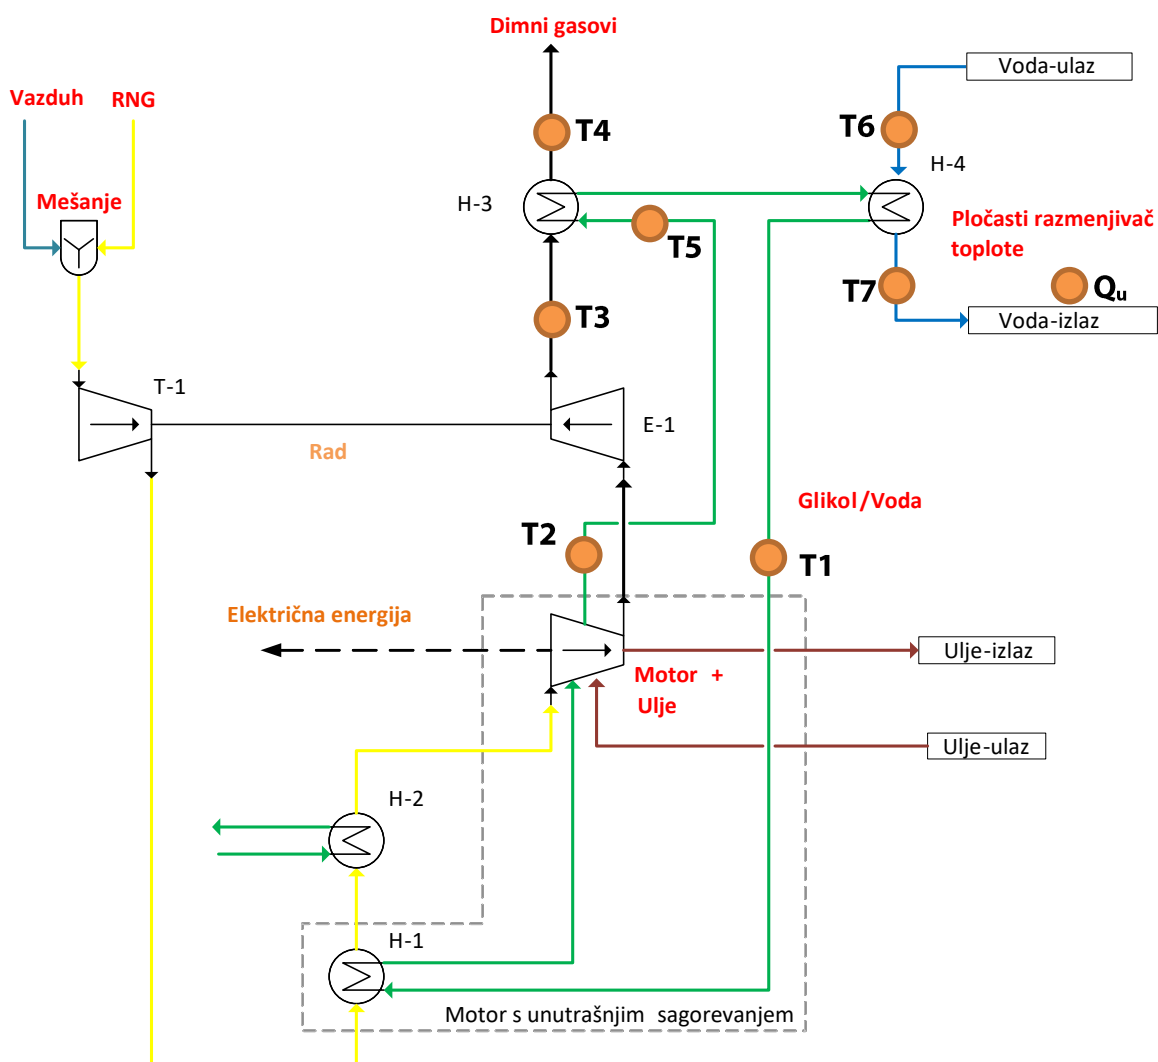 Dimni gasovi
Voda-ulaz
Vazduh
RNG
T4
T6
H-4
Mešanje
H-3
Pločasti razmenjivač
toplote
T5
T7
Qu
T3
Voda-izlaz
T-1
E-1
Rad
Glikol/Voda
T2
T1
Električna energija
Ulje-izlaz
Motor +
Ulje
Ulje-ulaz
H-2
H-1
Motor s unutrašnjim sagorevanjem